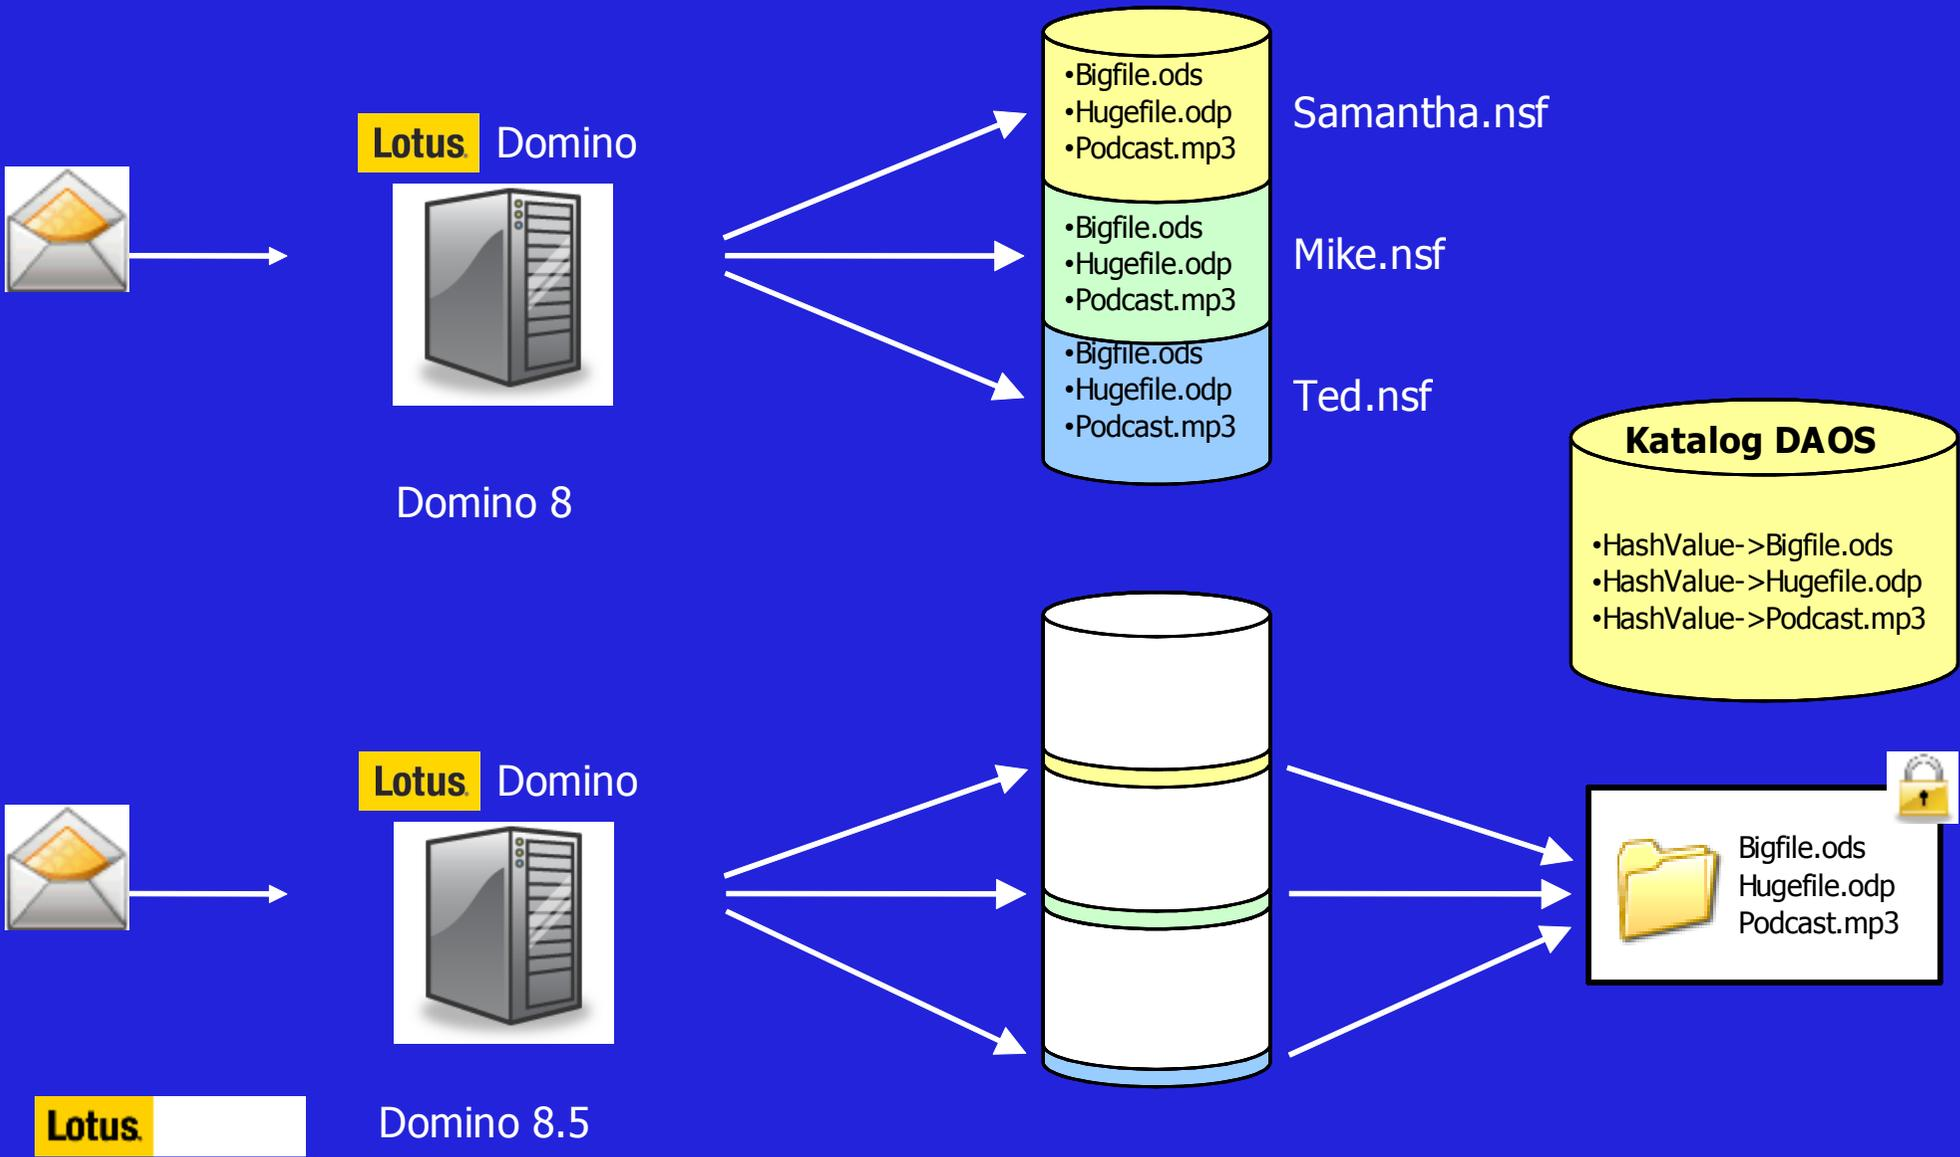 Lotus. Domino
Domino 8
•Bigfile.ods
•Hugefile.odp
•Podcast.mp3
Samantha.nsf
•Bigfile.ods
•Hugefile.odp
•Podcast.mp3
Mike.nsf
•Bigfile.ods
•Hugefile.odp
•Podcast.mp3
Ted.nsf
Katalog DAOS
•HashValue->Bigfile.ods
•HashValue->Hugefile.odp
•HashValue->Podcast.mp3
Lotus. Domino
Domino 8.5
Bigfile.ods
Hugefile.odp
Podcast.mp3
Lotus.